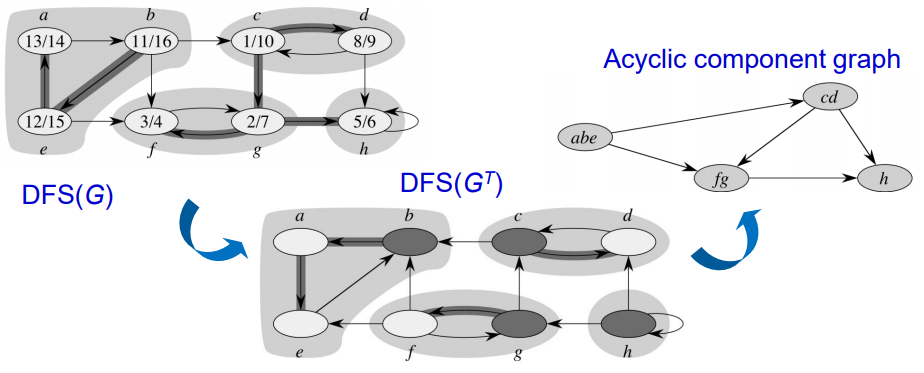 a b c d
13/14 11/16 1/10 8/9
12/15 3/4 2/7 5/6
e f g h
DFS(G)
Acyclic component graph
cd
abe
fg h
DFS(Gᵀ)
a b c d
e f g h